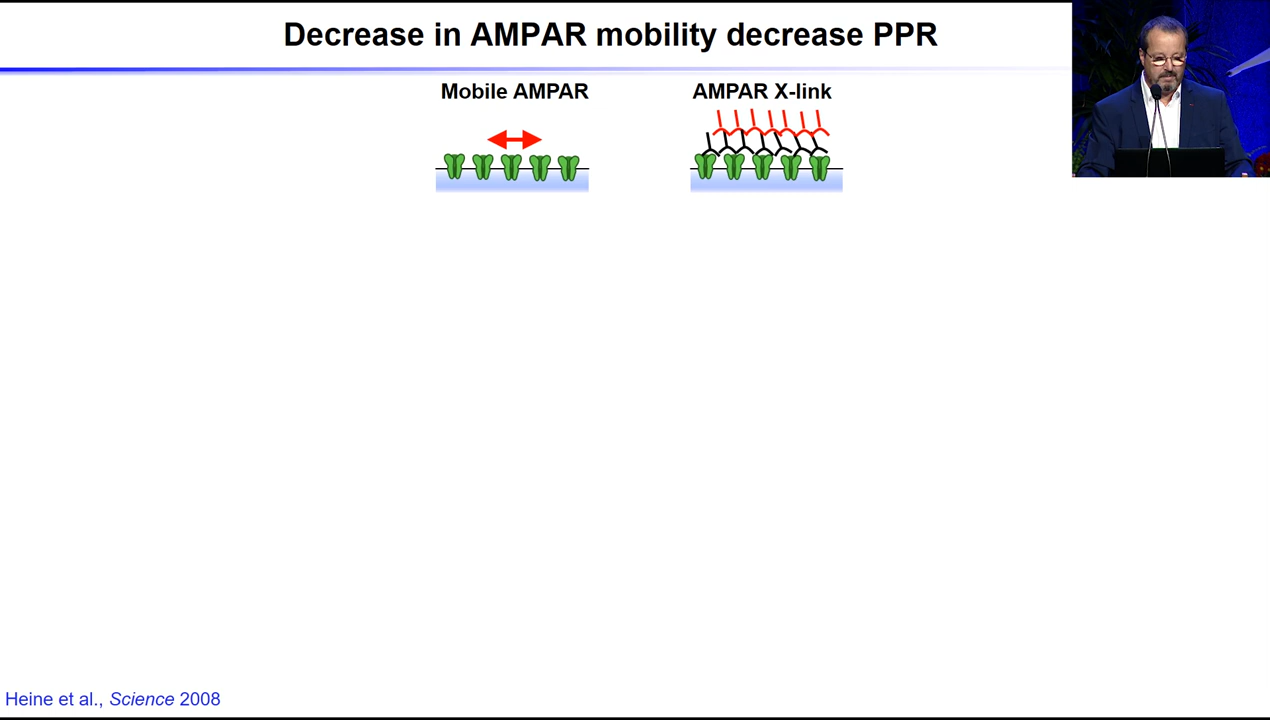 Decrease in AMPAR mobility decrease PPR
Mobile AMPAR
AMPAR X-link
Heine et al., Science 2008